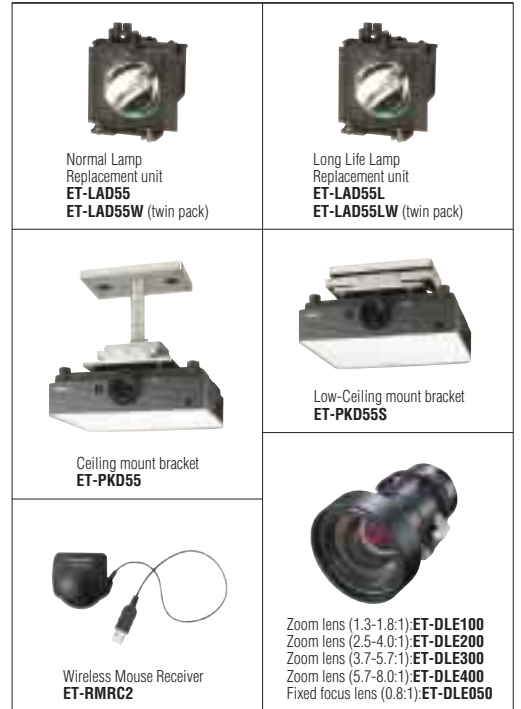 Normal Lamp
Replacement unit
ET-LAD55
ET-LAD55W (twin pack)
Long Life Lamp
Replacement unit
ET-LAD55L
ET-LAD55LW (twin pack)
Ceiling mount bracket
ET-PKD55
Low-Ceiling mount bracket
ET-PKD55S
Wireless Mouse Receiver
ET-RMRC2
Zoom lens (1.3-1.8:1):ET-DLE100
Zoom lens (2.5-4.0:1):ET-DLE200
Zoom lens (3.7-5.7:1):ET-DLE300
Zoom lens (5.7-8.0:1):ET-DLE400
Fixed focus lens (0.8:1):ET-DLE050